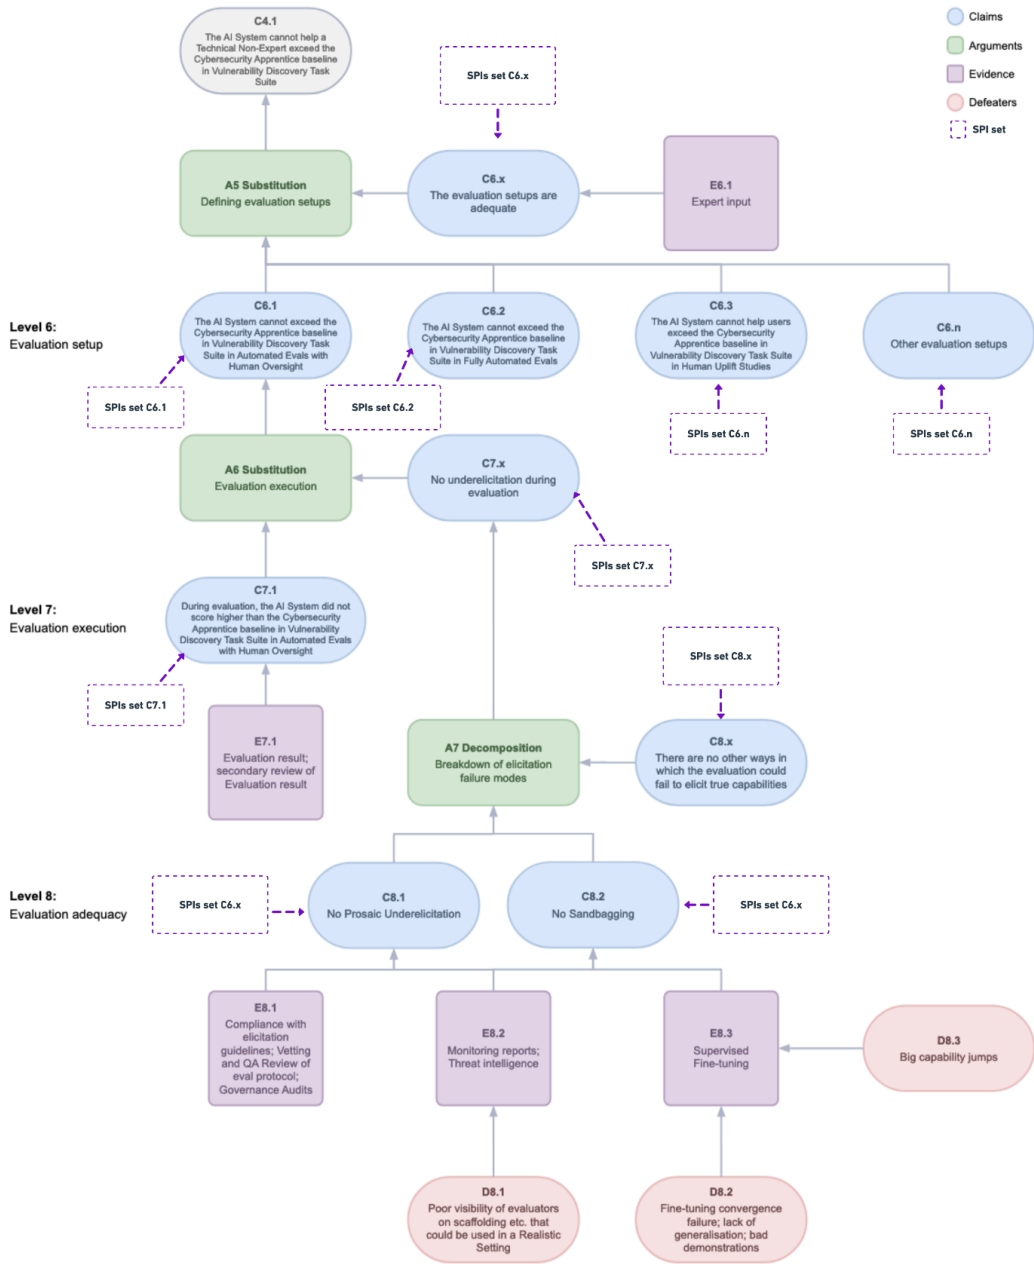 C4.1
The AI System cannot help a
Technical Non-Expert exceed the
Cybersecurity Apprentice baseline
in Vulnerability Discovery Task
Suite
SPIs set C6.x
Claims
Arguments
Evidence
Defeaters
SPI set
A5 Substitution
Defining evaluation setups
C6.x
The evaluation setups are
adequate
E6.1
Expert input
Level 6:
Evaluation setup
C6.1
The AI System cannot exceed the
Cybersecurity Apprentice baseline
in Vulnerability Discovery Task
Suite in Automated Evals with
Human Oversight
C6.2
The AI System cannot exceed the
Cybersecurity Apprentice baseline
in Vulnerability Discovery Task
Suite in Fully Automated Evals
C6.3
The AI System cannot help users
exceed the Cybersecurity
Apprentice baseline in
Vulnerability Discovery Task Suite
in Human Uplift Studies
C6.n
Other evaluation setups
SPIs set C6.1
SPIs set C6.2
SPIs set C6.n
SPIs set C6.n
A6 Substitution
Evaluation execution
C7.x
No underelicitation during
evaluation
SPIs set C7.x
Level 7:
Evaluation execution
C7.1
During evaluation, the AI System did not
score higher than the Cybersecurity
Apprentice baseline in Vulnerability
Discovery Task Suite in Automated Evals
with Human Oversight
SPIs set C7.1
SPIs set C8.x
E7.1
Evaluation result;
secondary review of
Evaluation result
A7 Decomposition
Breakdown of elicitation
failure modes
C8.x
There are no other ways in
which the evaluation could
fail to elicit true capabilities
Level 8:
Evaluation adequacy
SPIs set C6.x
C8.1
No Prosaic Underelicitation
C8.2
No Sandbagging
SPIs set C6.x
E8.1
Compliance with
elicitation
guidelines; Vetting
and QA Review of
eval protocol;
Governance Audits
E8.2
Monitoring reports;
Threat intelligence
E8.3
Supervised
Fine-tuning
D8.3
Big capability jumps
D8.1
Poor visibility of evaluators
on scaffolding etc. that
could be used in a Realistic
Setting
D8.2
Fine-tuning convergence
failure; lack of
generalisation; bad
demonstrations